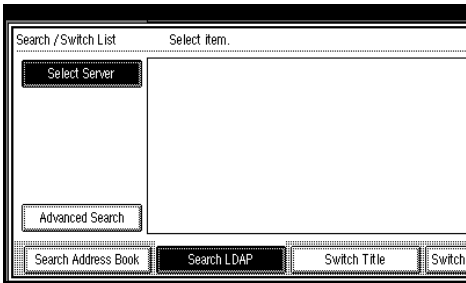 Search / Switch List Select item.
Select Server
Advanced Search
Search Address Book Search LDAP Switch Title Switch